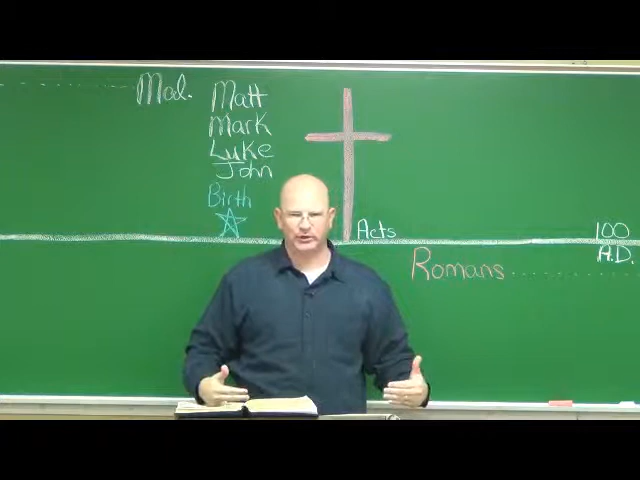 Mal.
Matt
Mark
Luke
John
Birth
Acts
100
A.D.
Romans